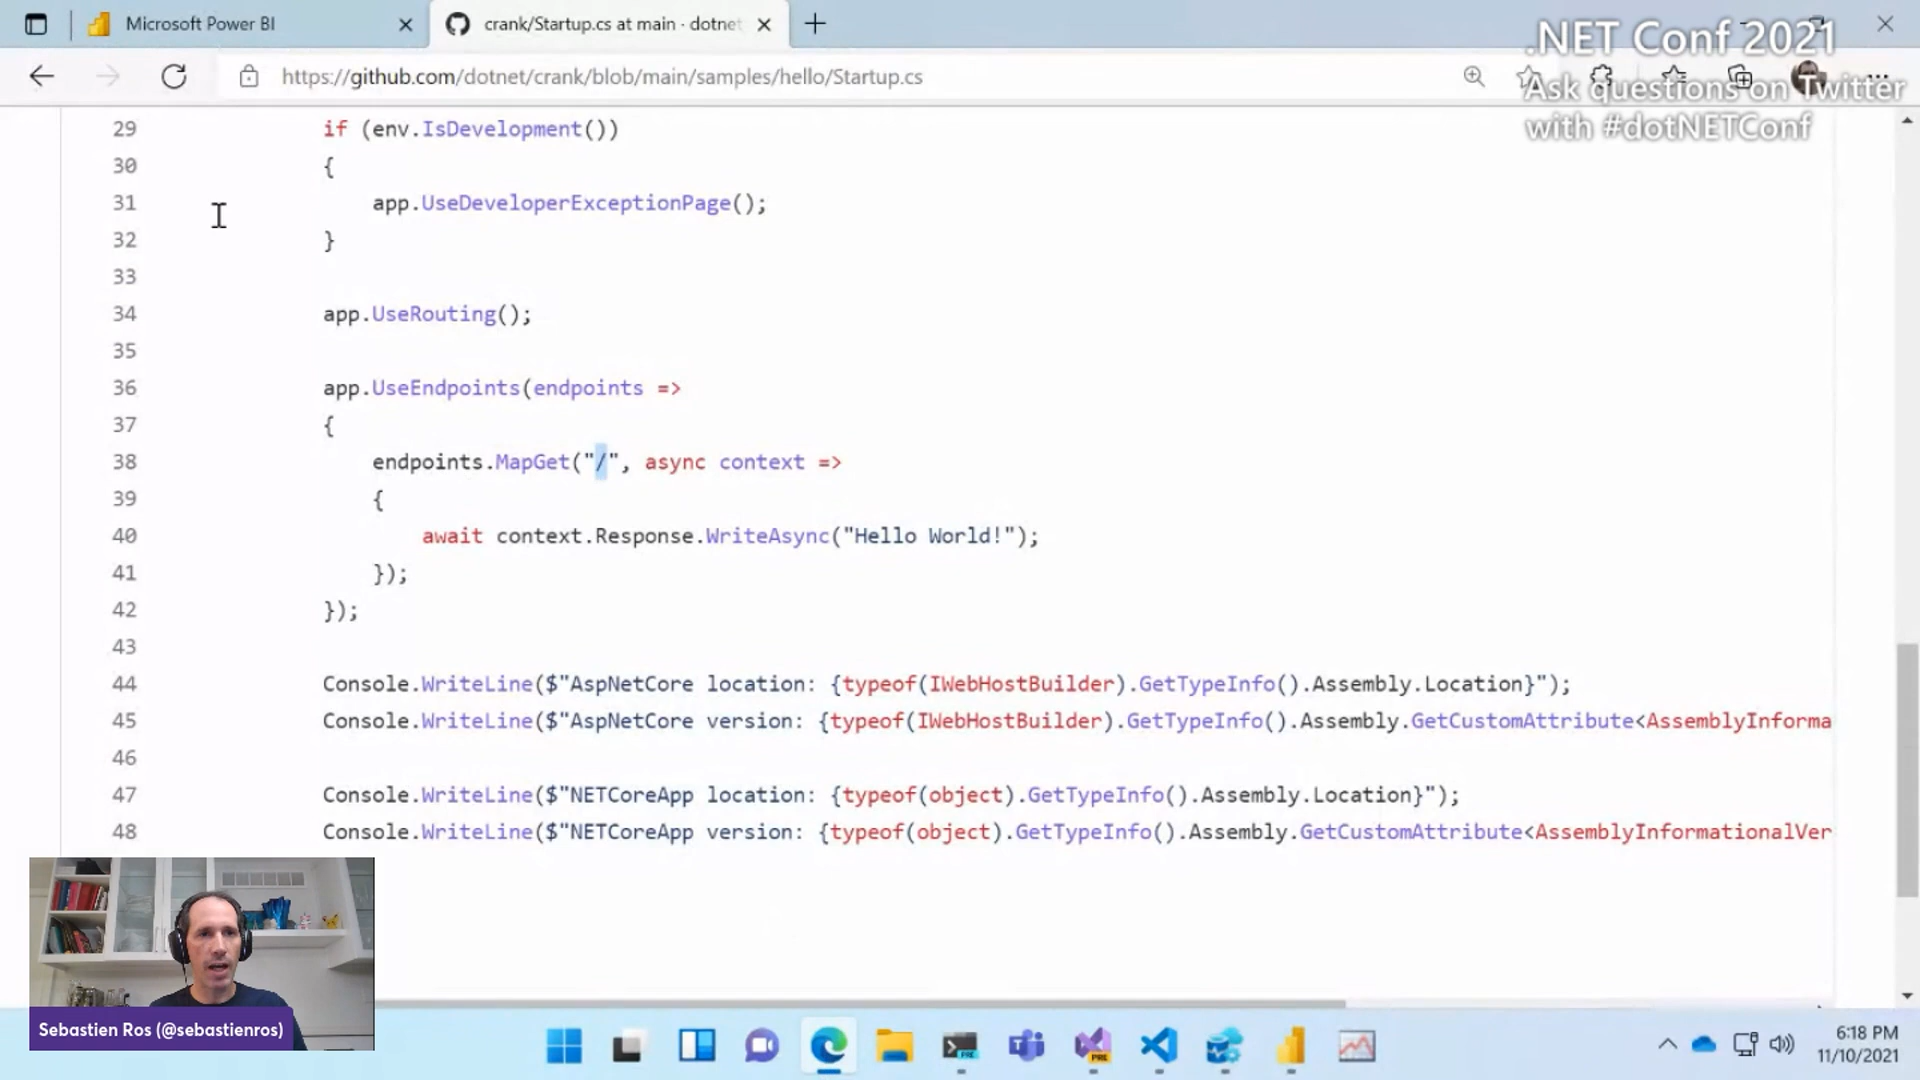 Microsoft Power BI
crank/Startup.cs at main · dotnet
.NET Conf 2021
https://github.com/dotnet/crank/blob/main/samples/hello/Startup.cs
Ask questions on Twitter
with #dotNETConf
29 if (env.IsDevelopment())
30 {
31 app.UseDeveloperExceptionPage();
32 }
33
34 app.UseRouting();
35
36 app.UseEndpoints(endpoints =>
37 {
38 endpoints.MapGet("/", async context =>
39 {
40 await context.Response.WriteAsync("Hello World!");
41 });
42 });
43
44 Console.WriteLine($"AspNetCore location: {typeof(IWebHostBuilder).GetTypeInfo().Assembly.Location}");
45 Console.WriteLine($"AspNetCore version: {typeof(IWebHostBuilder).GetTypeInfo().Assembly.GetCustomAttribute<AssemblyInforma
46
47 Console.WriteLine($"NETCoreApp location: {typeof(object).GetTypeInfo().Assembly.Location}");
48 Console.WriteLine($"NETCoreApp version: {typeof(object).GetTypeInfo().Assembly.GetCustomAttribute<AssemblyInformationalVer
Sebastien Ros (@sebastienros)
PRE
PRE
6:18 PM
11/10/2021